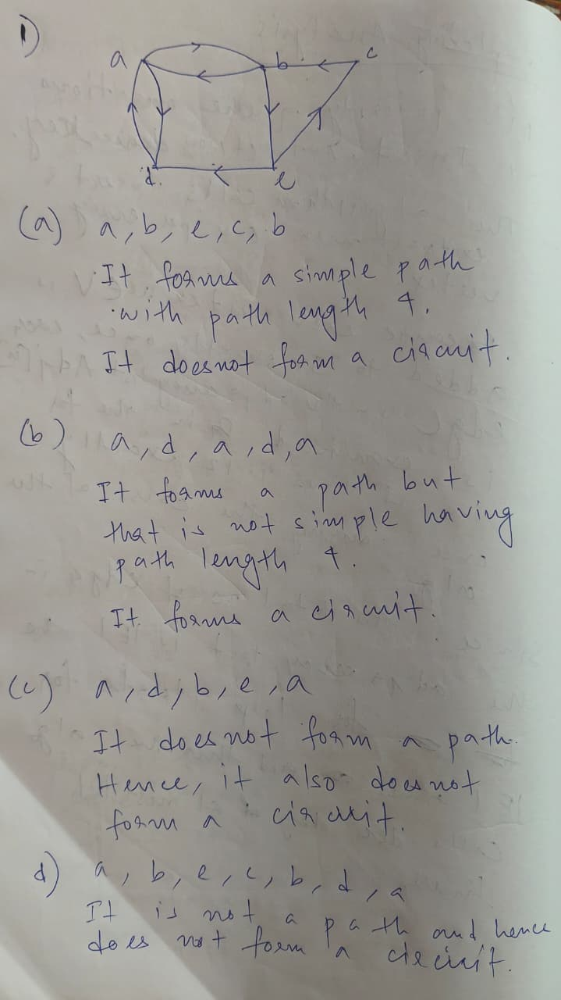 1)
a b c
d. e
(a) a, b, e, c, b
It forms a simple path
with path length 4.
It does not form a circuit.
(b) a, d, a, d, a
It forms a path but
that is not simple having
path length 4.
It forms a circuit.
(c) a, d, b, e, a
It does not form a path.
Hence, it also does not
form a circuit.
d) a, b, e, c, b, d, a
It is not a path and hence
does not form a circuit.